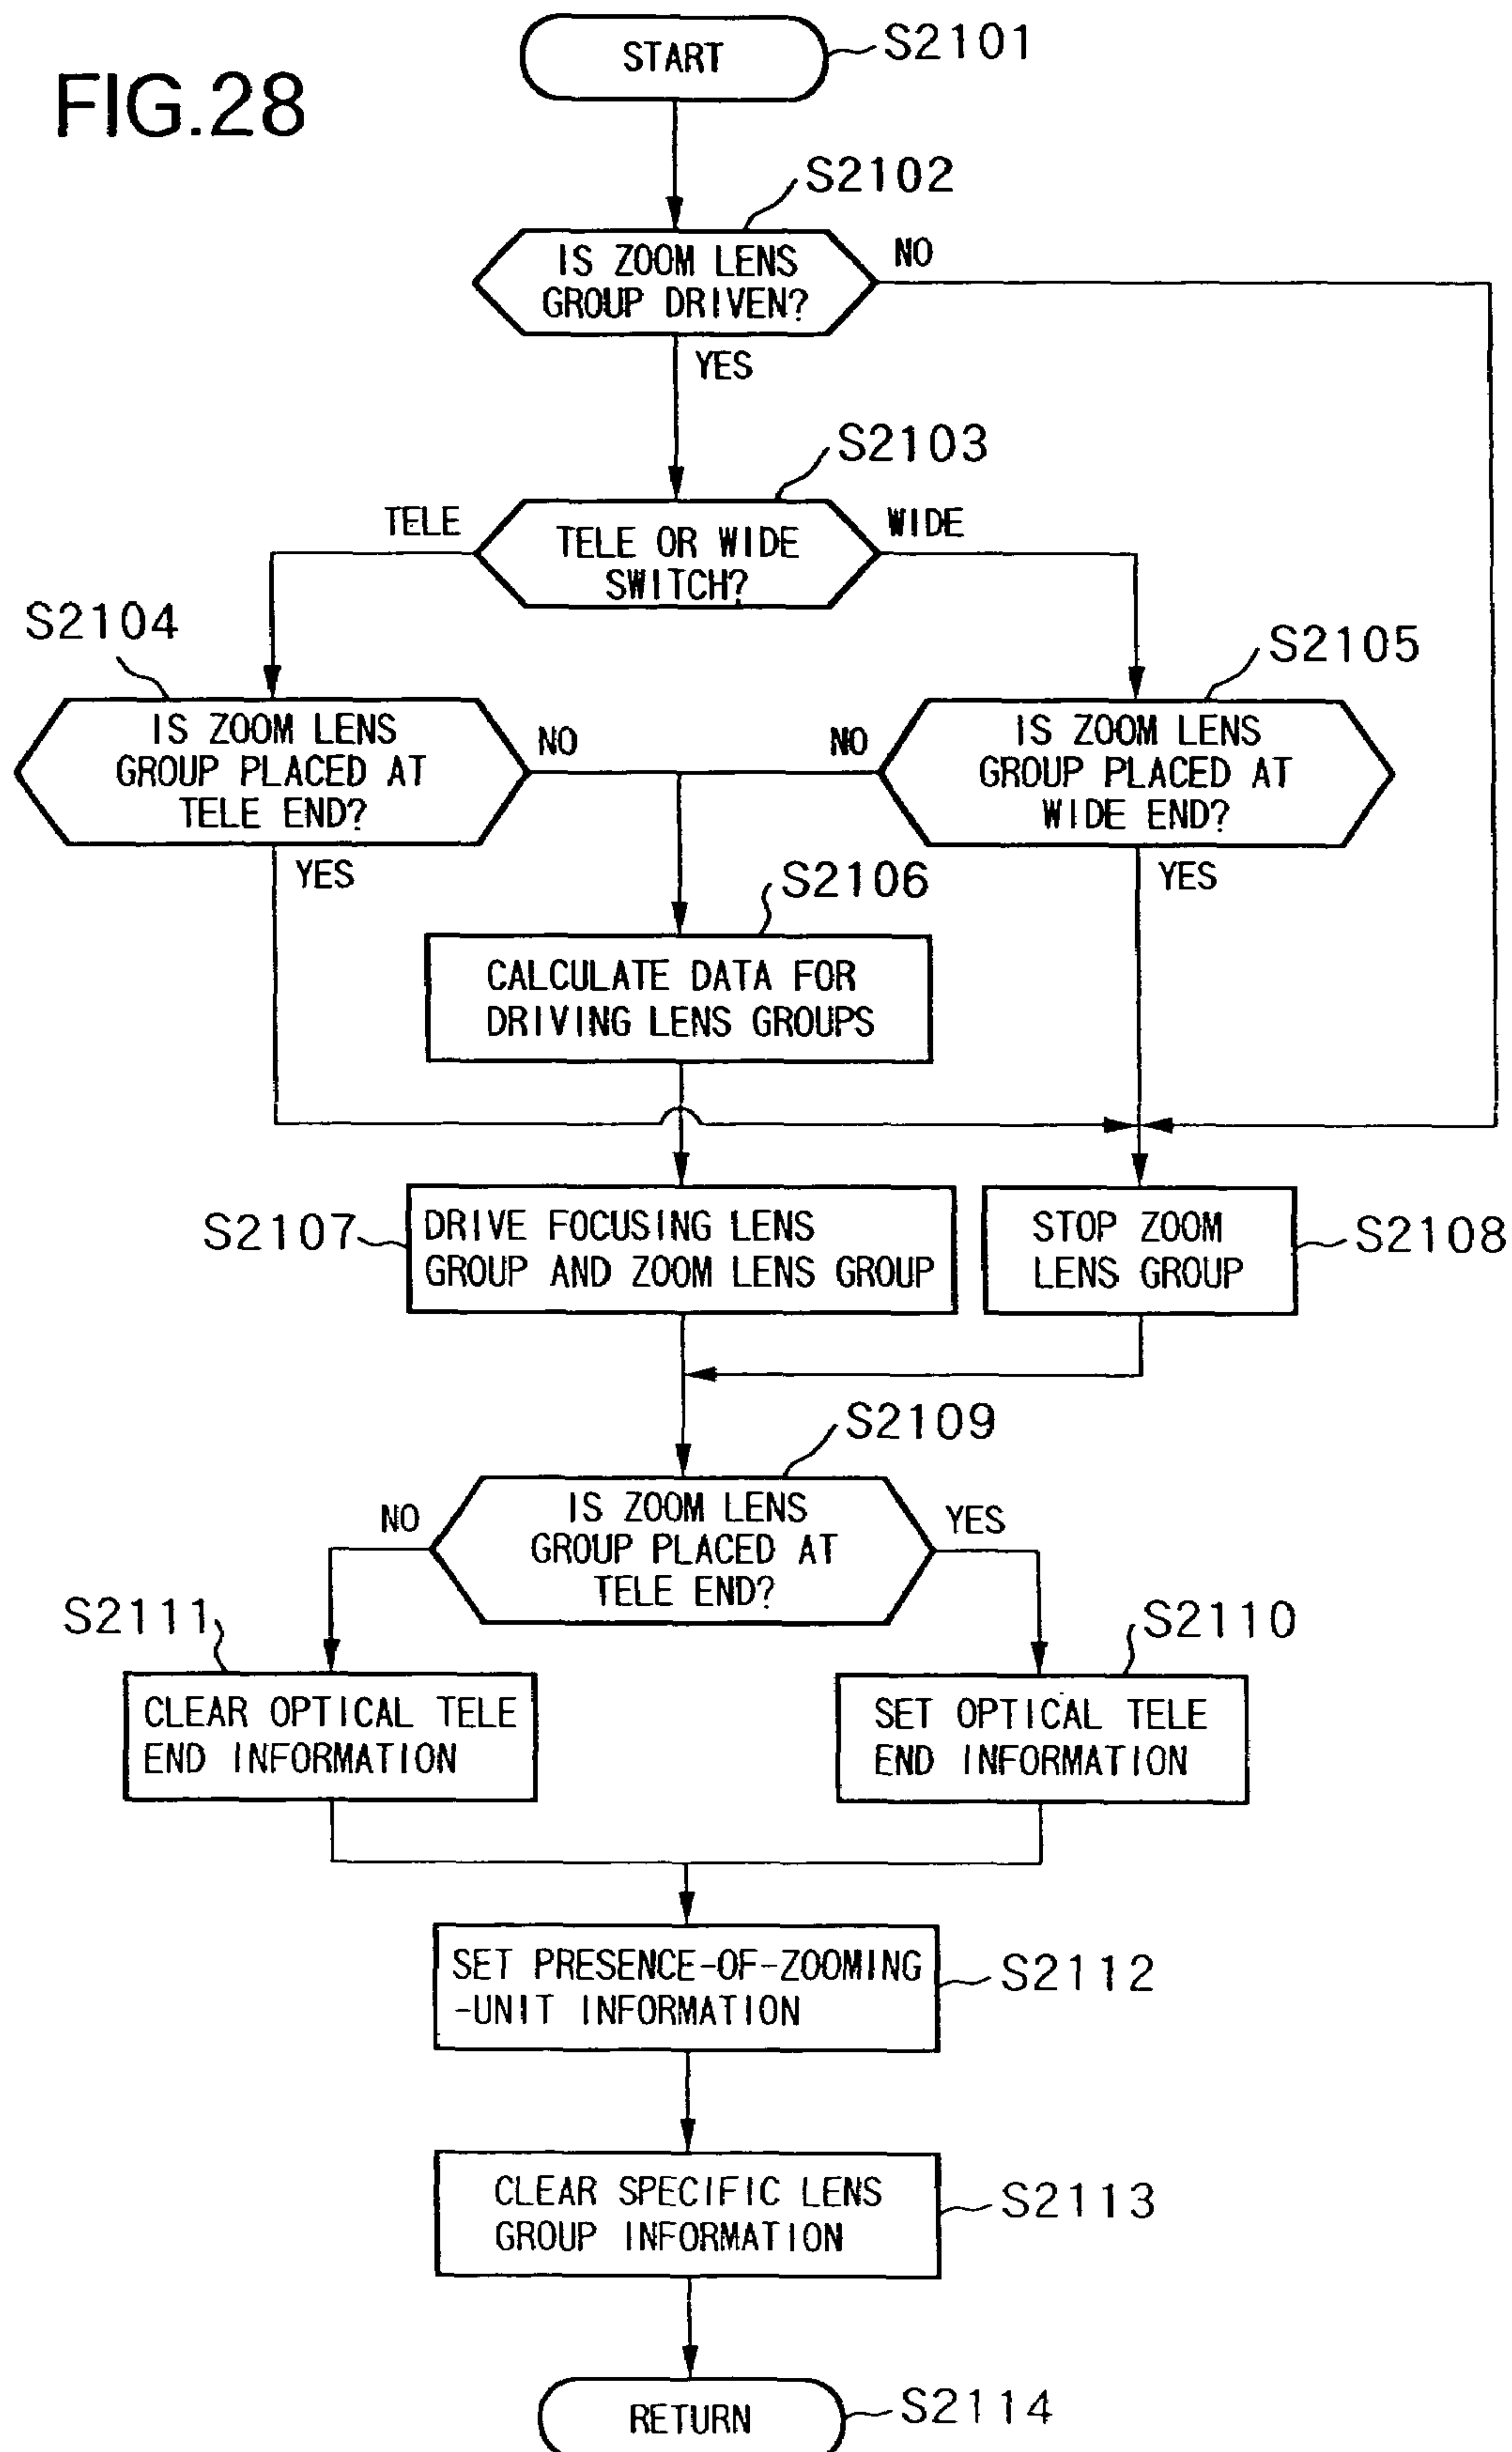 FIG.28
START
S2101
S2102
IS ZOOM LENS
GROUP DRIVEN?
NO
YES
S2103
TELE
TELE OR WIDE
SWITCH?
WIDE
S2104
IS ZOOM LENS
GROUP PLACED AT
TELE END?
NO
YES
S2105
NO
IS ZOOM LENS
GROUP PLACED AT
WIDE END?
YES
S2106
CALCULATE DATA FOR
DRIVING LENS GROUPS
S2107
DRIVE FOCUSING LENS
GROUP AND ZOOM LENS GROUP
STOP ZOOM
LENS GROUP
S2108
S2109
NO
IS ZOOM LENS
GROUP PLACED AT
TELE END?
YES
S2111
CLEAR OPTICAL TELE
END INFORMATION
S2110
SET OPTICAL TELE
END INFORMATION
SET PRESENCE-OF-ZOOMING
-UNIT INFORMATION
S2112
CLEAR SPECIFIC LENS
GROUP INFORMATION
S2113
RETURN
S2114